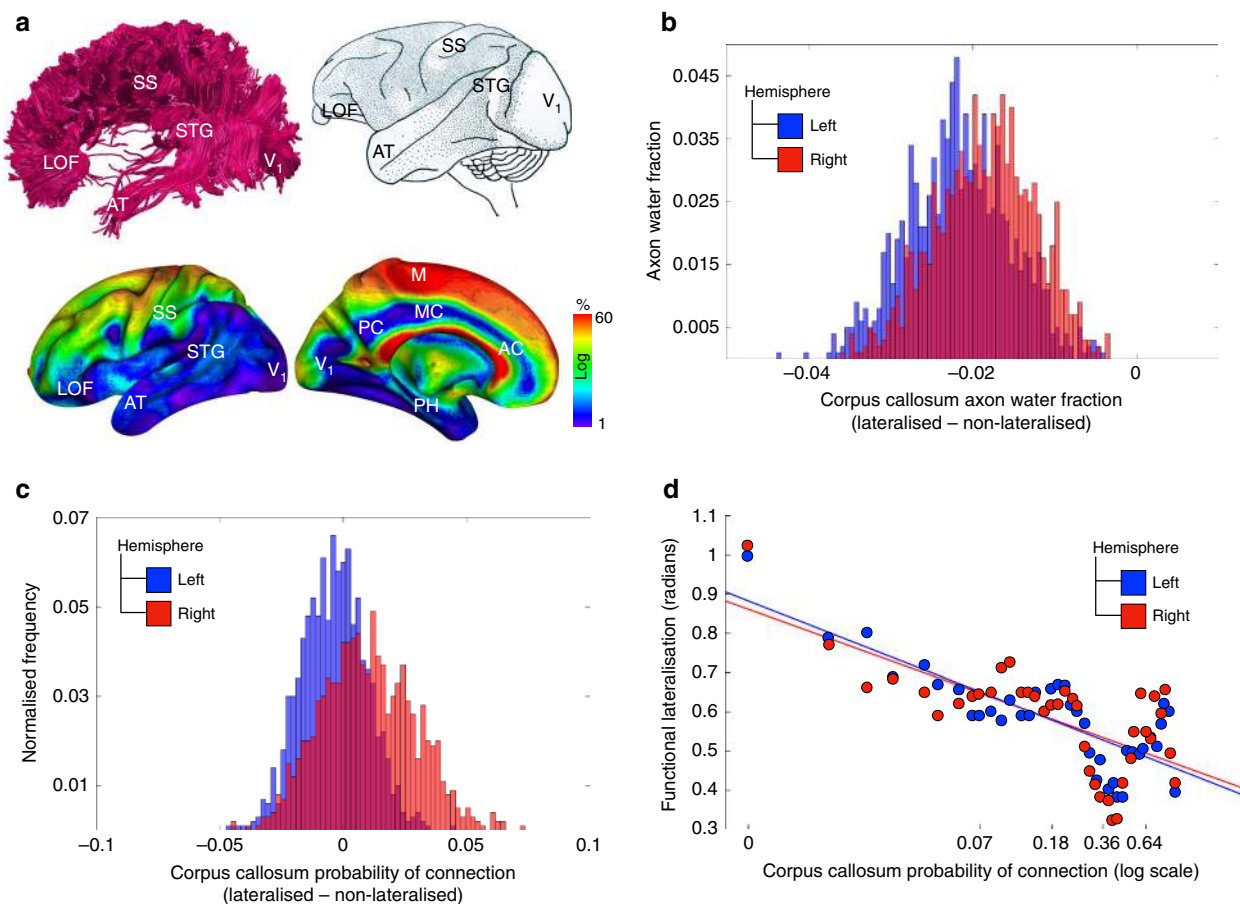 a
SS
STG
LOF
V1
AT
SS
STG
LOF
V1
AT
SS
STG
LOF
AT
V1
M
MC
PC
AC
V1
PH
%
60
Log
1
b
Hemisphere
Left
Right
Axon water fraction
0.045
0.035
0.025
0.015
0.005
−0.04
−0.02
0
Corpus callosum axon water fraction
(lateralised – non-lateralised)
c
Hemisphere
Left
Right
Normalised frequency
0.07
0.05
0.03
0.01
−0.1
−0.05
0
0.05
0.1
Corpus callosum probability of connection
(lateralised – non-lateralised)
d
Hemisphere
Left
Right
Functional lateralisation (radians)
1.1
1
0.9
0.8
0.7
0.6
0.5
0.4
0.3
0
0.07
0.18
0.36
0.64
Corpus callosum probability of connection (log scale)